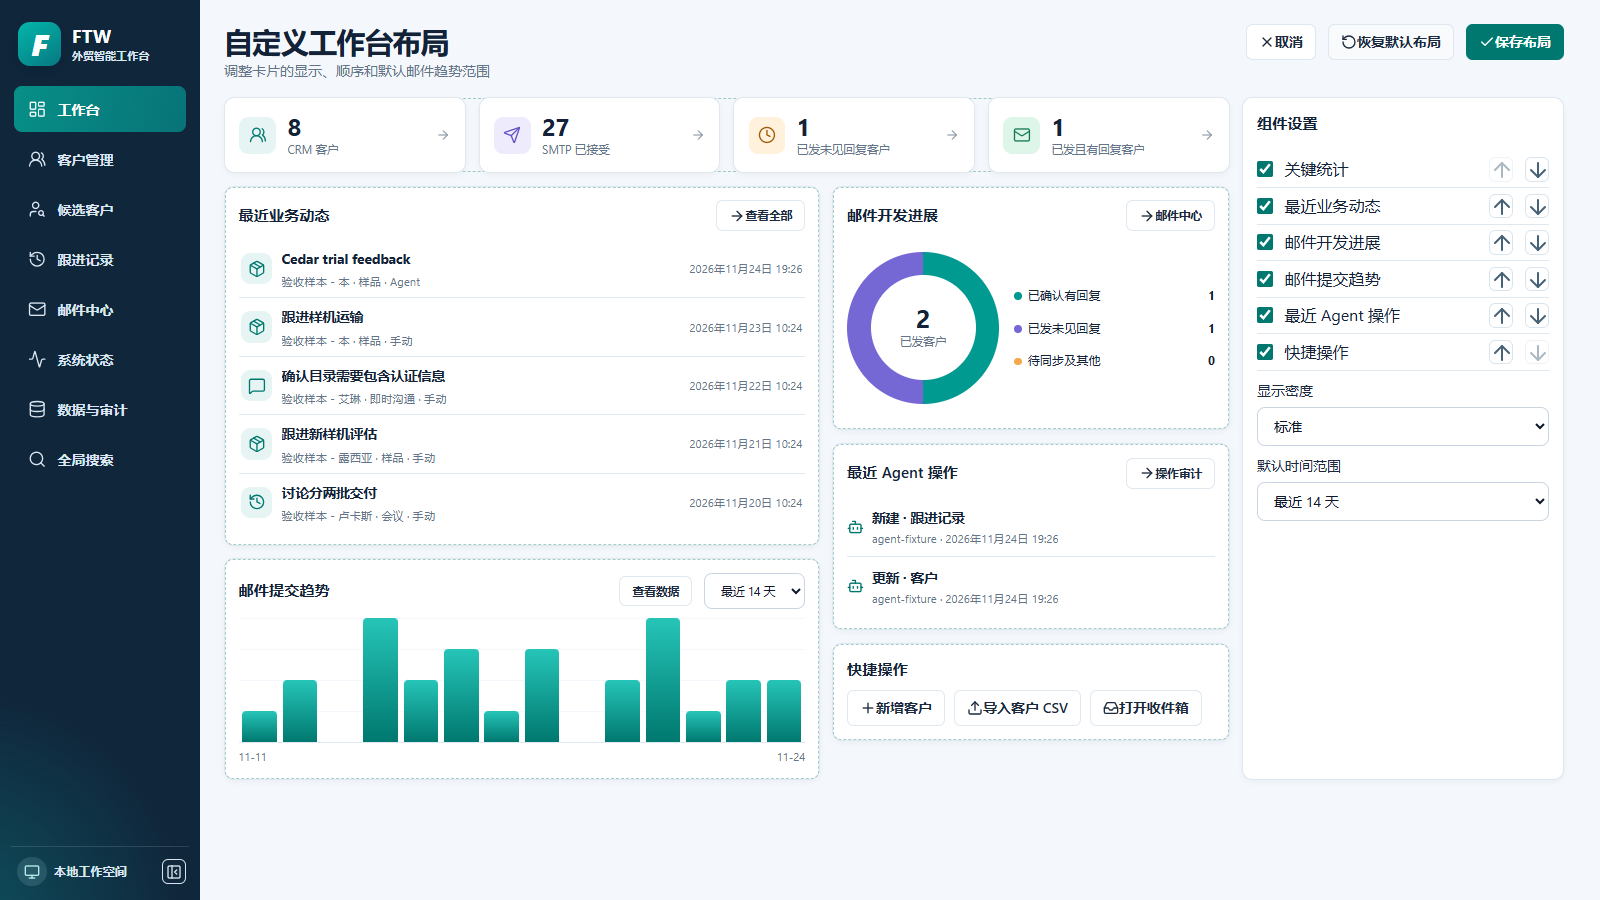 FTW
外贸智能工作台
工作台
客户管理
候选客户
跟进记录
邮件中心
系统状态
数据与审计
全局搜索
本地工作空间
自定义工作台布局
调整卡片的显示、顺序和默认邮件趋势范围
取消
恢复默认布局
保存布局
8
CRM 客户
27
SMTP 已接受
1
已发未见回复客户
1
已发且有回复客户
最近业务动态
查看全部
Cedar trial feedback
验收样本 - 本 · 样品 · Agent
2026年11月24日 19:26
跟进样机运输
验收样本 - 本 · 样品 · 手动
2026年11月23日 10:24
确认目录需要包含认证信息
验收样本 - 艾琳 · 即时沟通 · 手动
2026年11月22日 10:24
跟进新样机评估
验收样本 - 露西亚 · 样品 · 手动
2026年11月21日 10:24
讨论分两批交付
验收样本 - 卢卡斯 · 会议 · 手动
2026年11月20日 10:24
邮件提交趋势
查看数据
最近 14 天
11-11
11-24
邮件开发进展
邮件中心
2
已发客户
已确认有回复 1
已发未见回复 1
待同步及其他 0
最近 Agent 操作
操作审计
新建 · 跟进记录
agent-fixture · 2026年11月24日 19:26
更新 · 客户
agent-fixture · 2026年11月24日 19:26
快捷操作
新增客户
导入客户 CSV
打开收件箱
组件设置
关键统计
最近业务动态
邮件开发进展
邮件提交趋势
最近 Agent 操作
快捷操作
显示密度
标准
默认时间范围
最近 14 天